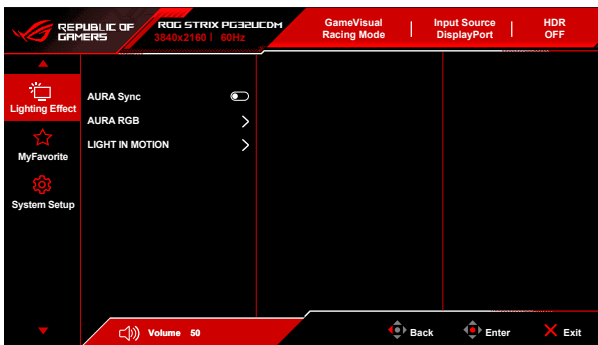 REPUBLIC OF
GAMERS
ROG STRIX PG32UCDM
3840x2160 | 60Hz
GameVisual
Racing Mode
Input Source
DisplayPort
HDR
OFF
Lighting Effect
MyFavorite
System Setup
AURA Sync
AURA RGB
LIGHT IN MOTION
Volume 50
Back
Enter
Exit